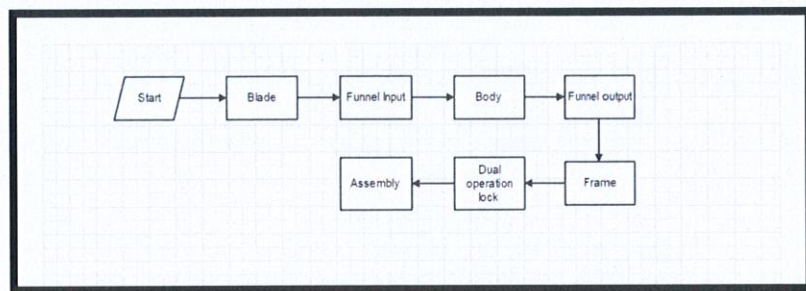 Start
Blade
Funnel Input
Body
Funnel output
Frame
Dual
operation
lock
Assembly